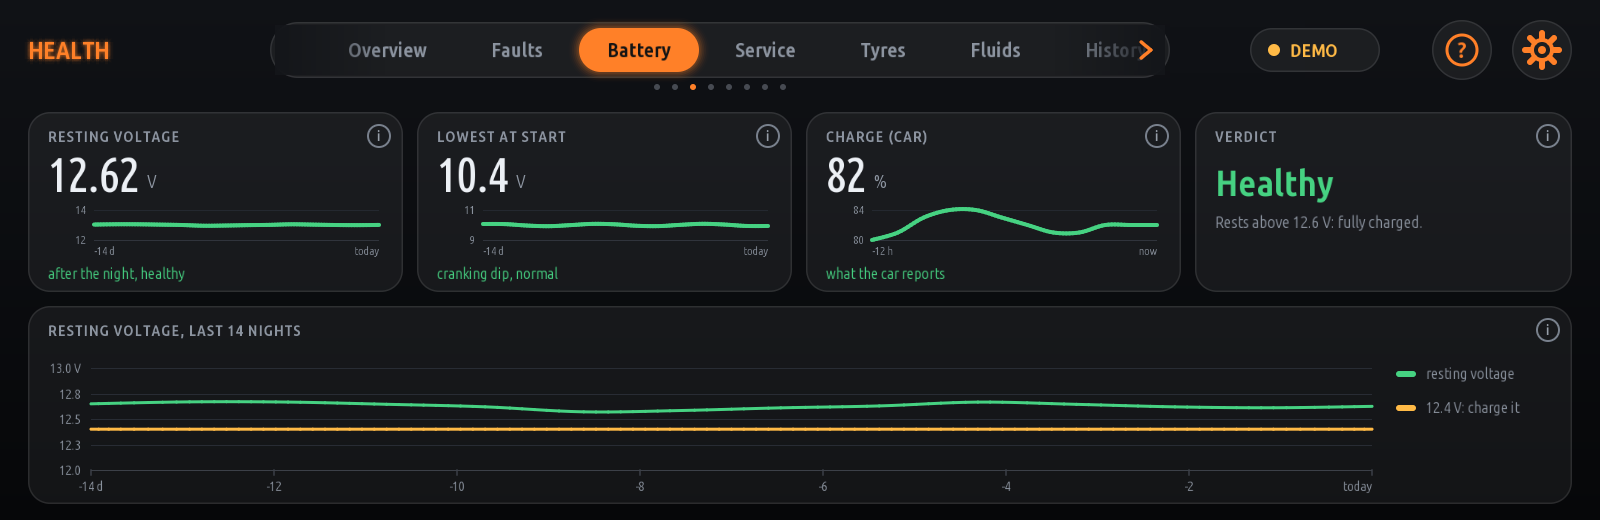 HEALTH
Overview Faults Battery Service Tyres Fluids History
DEMO
?
RESTING VOLTAGE i
12.62 V
14
12
-14 d today
after the night, healthy
LOWEST AT START i
10.4 V
11
9
-14 d today
cranking dip, normal
CHARGE (CAR) i
82 %
84
80
-12 h now
what the car reports
VERDICT i
Healthy
Rests above 12.6 V: fully charged.
RESTING VOLTAGE, LAST 14 NIGHTS i
13.0 V
12.8
12.5
12.3
12.0
-14 d -12 -10 -8 -6 -4 -2 today
resting voltage
12.4 V: charge it